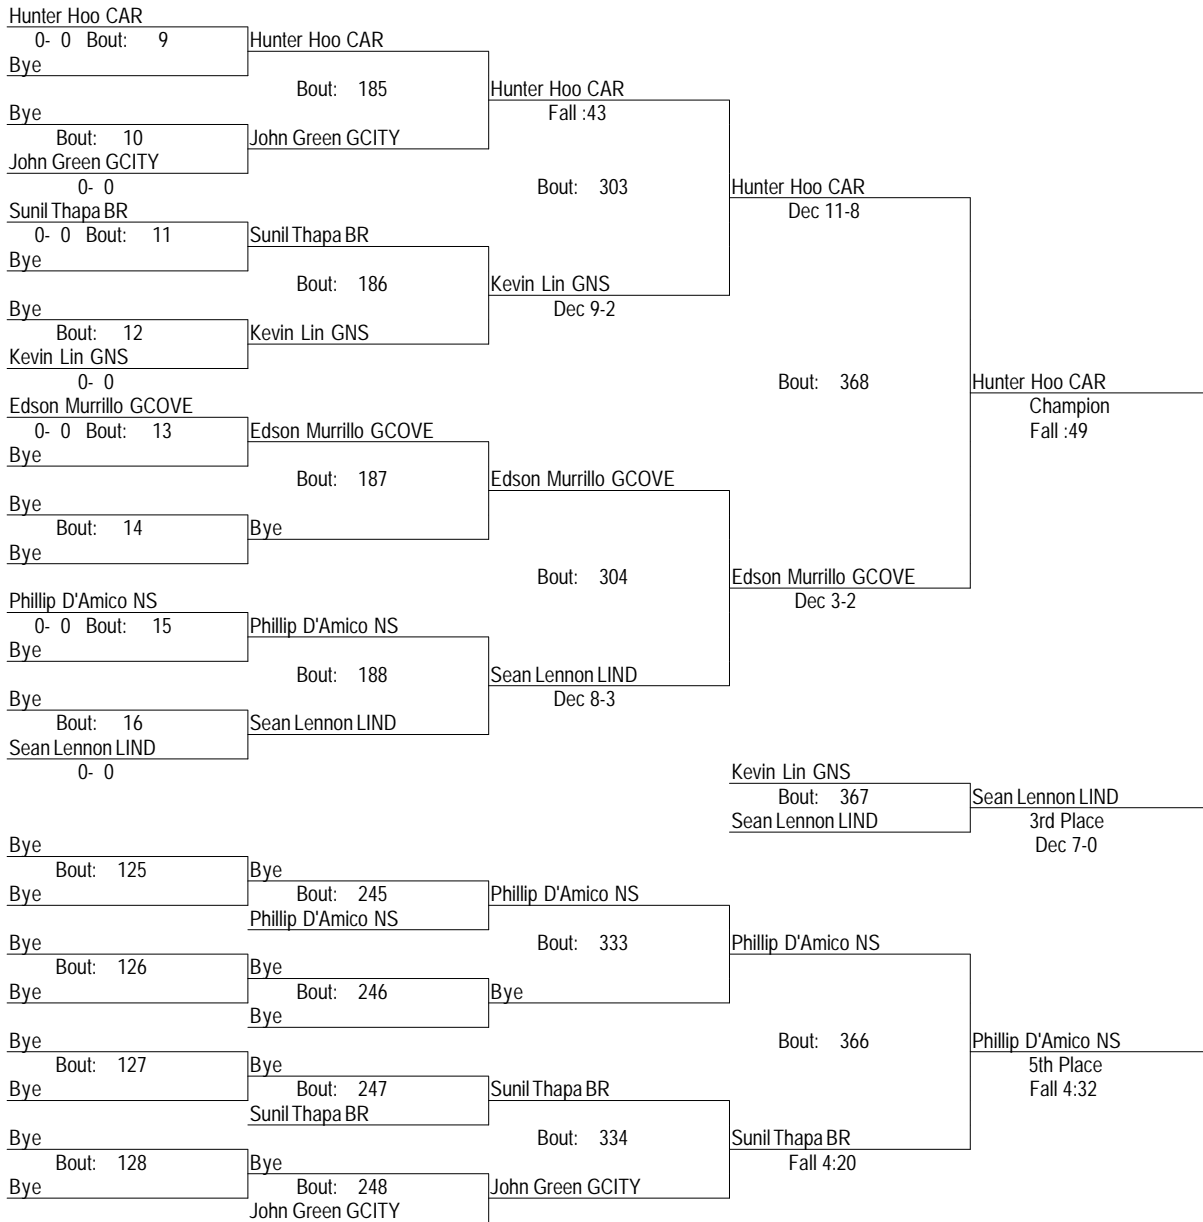 Hunter Hoo CAR
0- 0 Bout: 9
Hunter Hoo CAR
Bye
Bout: 185
Hunter Hoo CAR
Bye
Fall :43
Bout: 10
John Green GCITY
John Green GCITY
0- 0
Bout: 303
Hunter Hoo CAR
Sunil Thapa BR
Dec 11-8
0- 0 Bout: 11
Sunil Thapa BR
Bye
Bout: 186
Kevin Lin GNS
Bye
Dec 9-2
Bout: 12
Kevin Lin GNS
Kevin Lin GNS
0- 0
Bout: 368
Hunter Hoo CAR
Edson Murrillo GCOVE
Champion
0- 0 Bout: 13
Edson Murrillo GCOVE
Fall :49
Bye
Bout: 187
Edson Murrillo GCOVE
Bye
Bout: 14
Bye
Bye
Bout: 304
Edson Murrillo GCOVE
Phillip D'Amico NS
Dec 3-2
0- 0 Bout: 15
Phillip D'Amico NS
Bye
Bout: 188
Sean Lennon LIND
Bye
Dec 8-3
Bout: 16
Sean Lennon LIND
Sean Lennon LIND
0- 0
Kevin Lin GNS
Bout: 367
Sean Lennon LIND
Sean Lennon LIND
3rd Place
Dec 7-0
Bye
Bout: 125
Bye
Bye
Bout: 245
Phillip D'Amico NS
Phillip D'Amico NS
Bye
Bout: 333
Phillip D'Amico NS
Bout: 126
Bye
Bye
Bout: 246
Bye
Bye
Bye
Bout: 366
Phillip D'Amico NS
Bout: 127
Bye
5th Place
Bye
Bout: 247
Sunil Thapa BR
Fall 4:32
Sunil Thapa BR
Bye
Bout: 334
Sunil Thapa BR
Bout: 128
Bye
Fall 4:20
Bye
Bout: 248
John Green GCITY
John Green GCITY